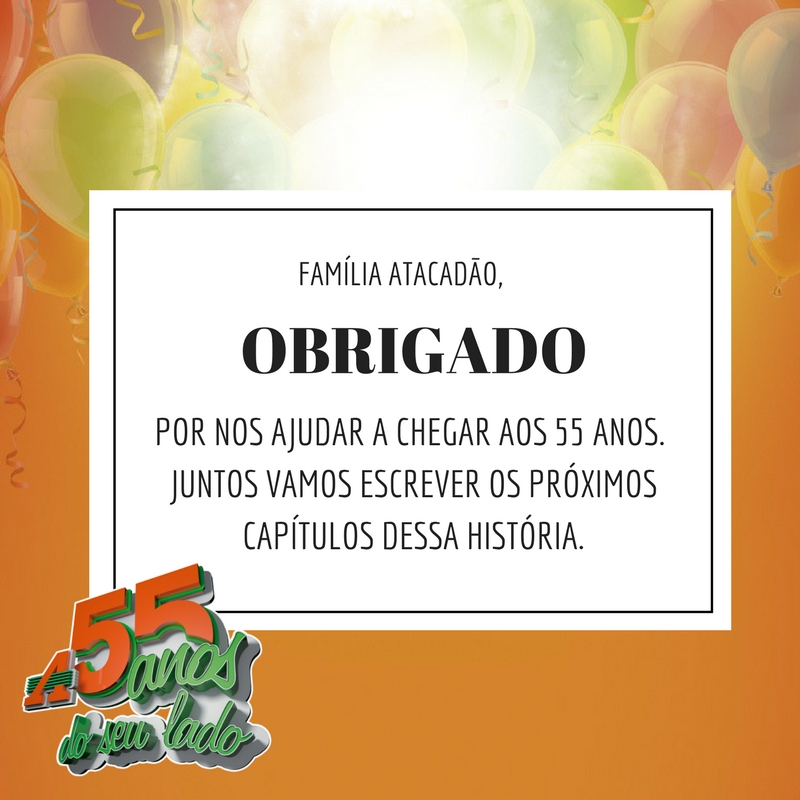 FAMÍLIA ATACADÃO,
OBRIGADO
POR NOS AJUDAR A CHEGAR AOS 55 ANOS.
JUNTOS VAMOS ESCREVER OS PRÓXIMOS
CAPÍTULOS DESSA HISTÓRIA.
A 55 anos
do seu lado